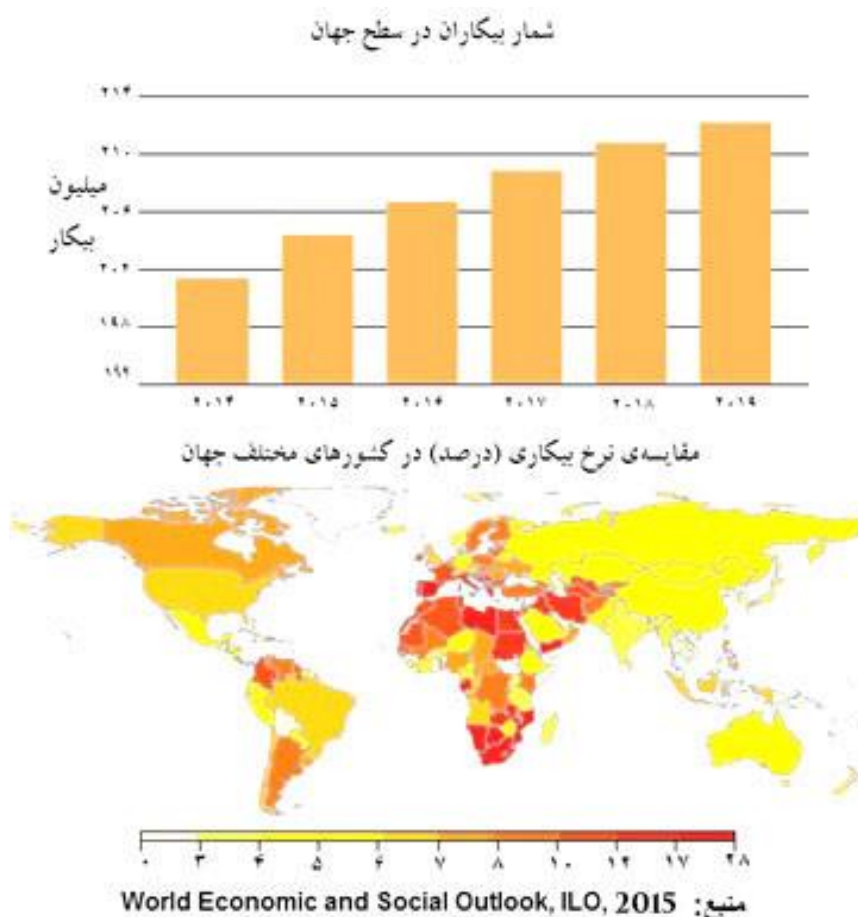 شمار بیکاران در سطح جهان
۲۱۴
۲۱۰
میلیون
بیکار
۲۰۶
۲۰۲
۱۹۸
۱۹۴
۲۰۱۴ ۲۰۱۵ ۲۰۱۶ ۲۰۱۷ ۲۰۱۸ ۲۰۱۹
مقایسه‌ی نرخ بیکاری (درصد) در کشورهای مختلف جهان
۰ ۳ ۴ ۵ ۶ ۷ ۸ ۱۰ ۱۲ ۱۷ ۲۸
منبع: World Economic and Social Outlook, ILO, 2015